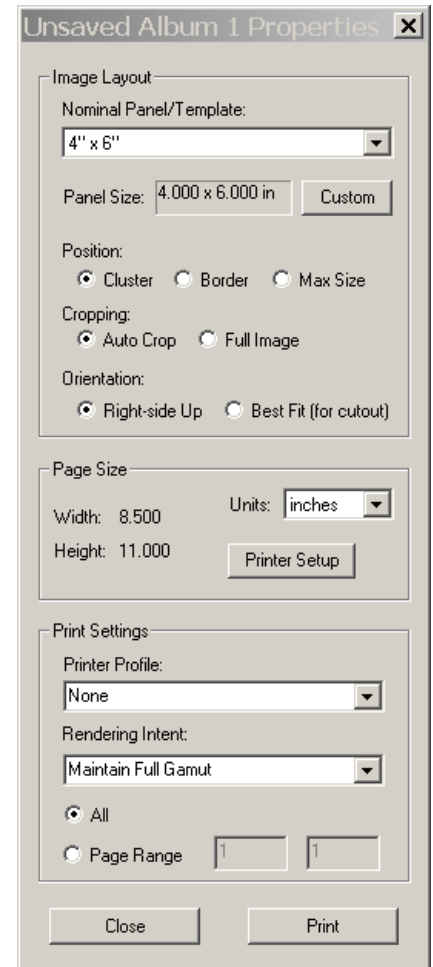 Unsaved Album 1 Properties
Image Layout
Nominal Panel/Template:
4" x 6"
Panel Size: 4.000 x 6.000 in Custom
Position:
Cluster Border Max Size
Cropping:
Auto Crop Full Image
Orientation:
Right-side Up Best Fit (for cutout)
Page Size
Width: 8.500 Units: inches
Height: 11.000 Printer Setup
Print Settings
Printer Profile:
None
Rendering Intent:
Maintain Full Gamut
All
Page Range 1 1
Close Print